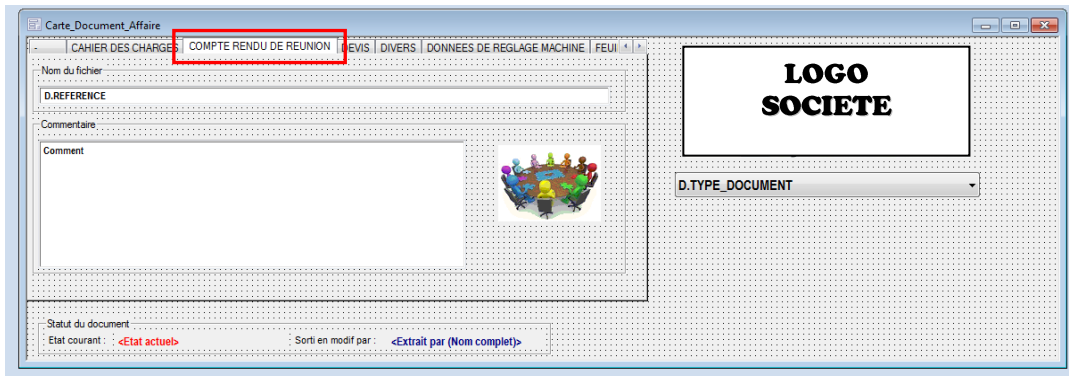 Carte_Document_Affaire
- CAHIER DES CHARGES COMPTE RENDU DE REUNION DEVIS DIVERS DONNEES DE REGLAGE MACHINE FEUI
Nom du fichier
D.REFERENCE
Commentaire
Comment
LOGO
SOCIETE
D.TYPE_DOCUMENT
Statut du document
Etat courant : <Etat actuel> Sorti en modif par : <Extrait par (Nom complet)>